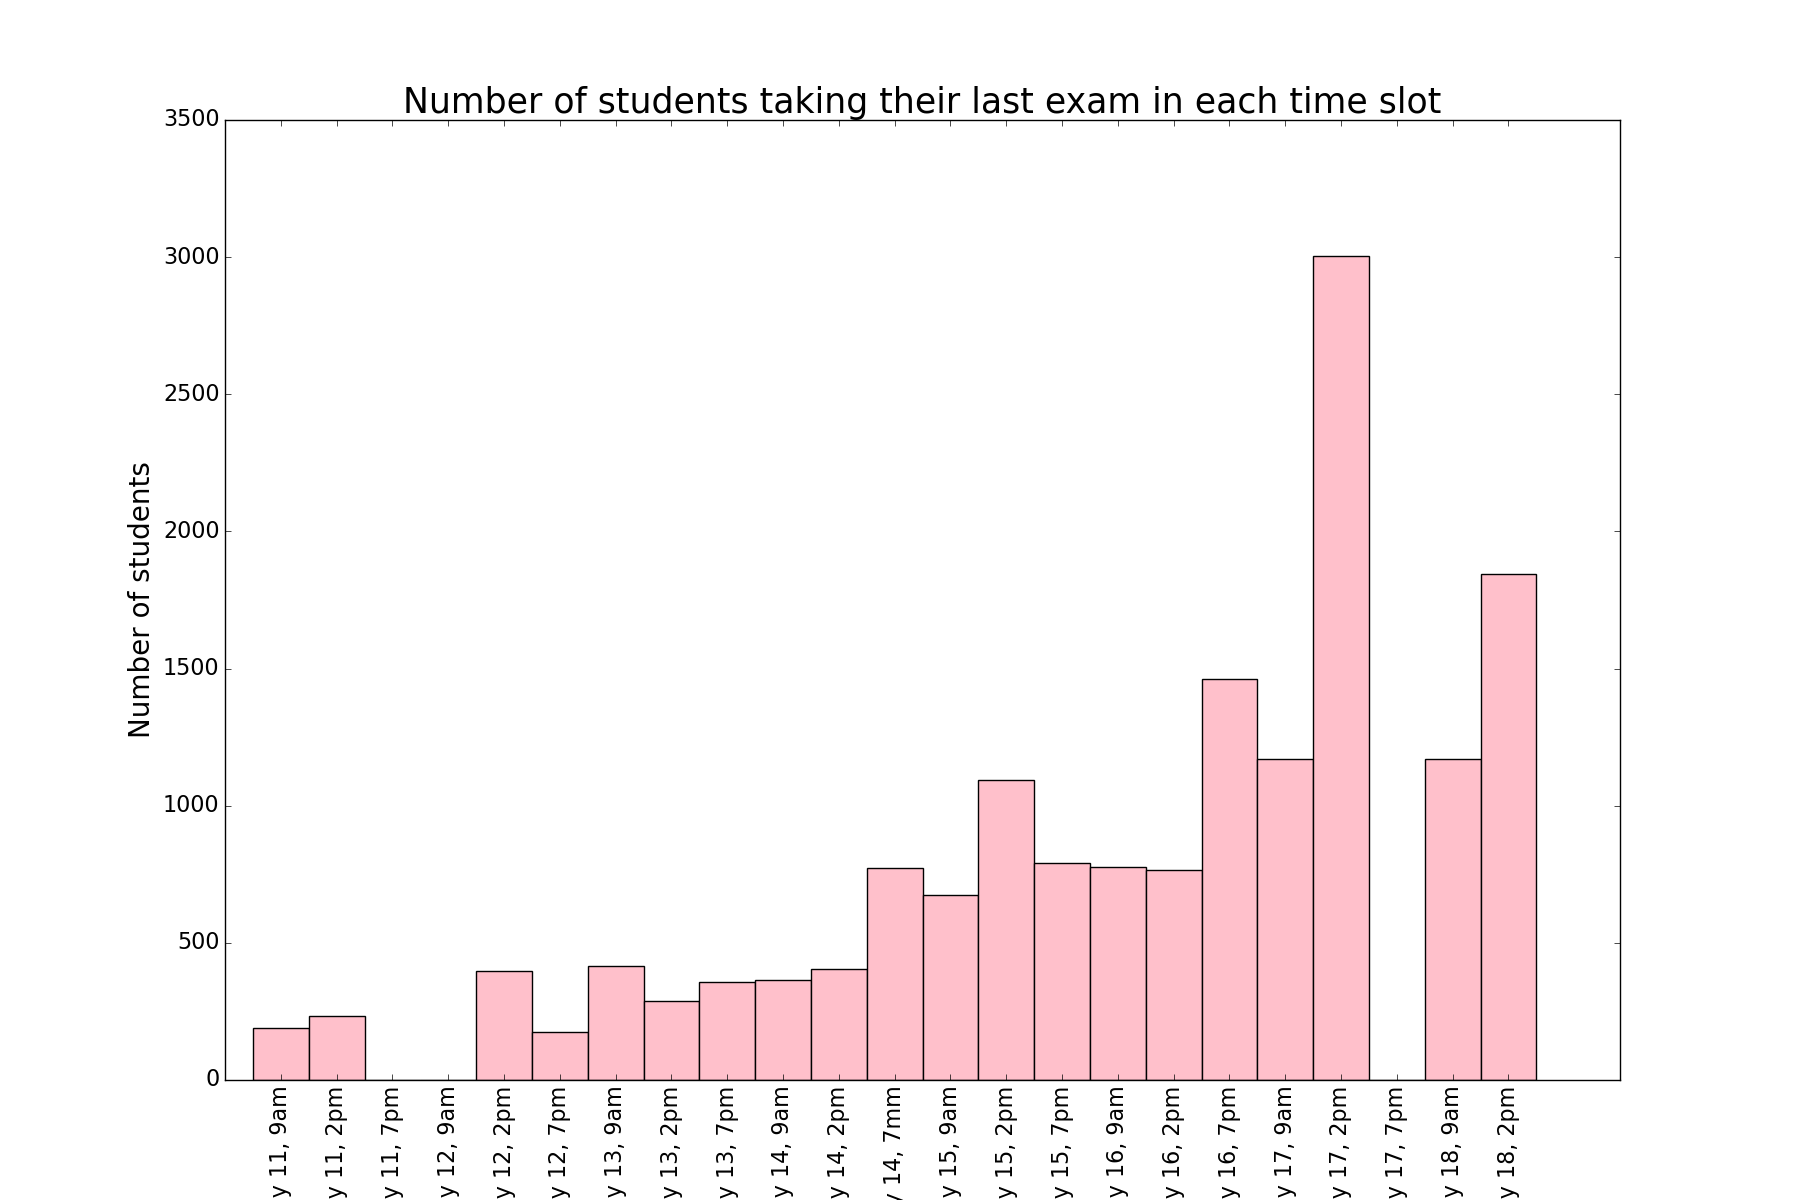 Number of students taking their last exam in each time slot
3500
3000
2500
2000
1500
1000
500
0
Number of students
y 11, 9am
y 11, 2pm
y 11, 7pm
y 12, 9am
y 12, 2pm
y 12, 7pm
y 13, 9am
y 13, 2pm
y 13, 7pm
y 14, 9am
y 14, 2pm
y 14, 7mm
y 15, 9am
y 15, 2pm
y 15, 7pm
y 16, 9am
y 16, 2pm
y 16, 7pm
y 17, 9am
y 17, 2pm
y 17, 7pm
y 18, 9am
y 18, 2pm